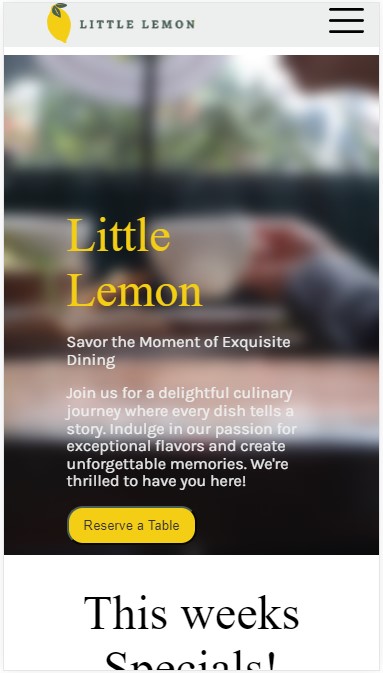 LITTLE LEMON
Little
Lemon
Savor the Moment of Exquisite
Dining
Join us for a delightful culinary
journey where every dish tells a
story. Indulge in our passion for
exceptional flavors and create
unforgettable memories. We're
thrilled to have you here!
Reserve a Table
This weeks
Specials!